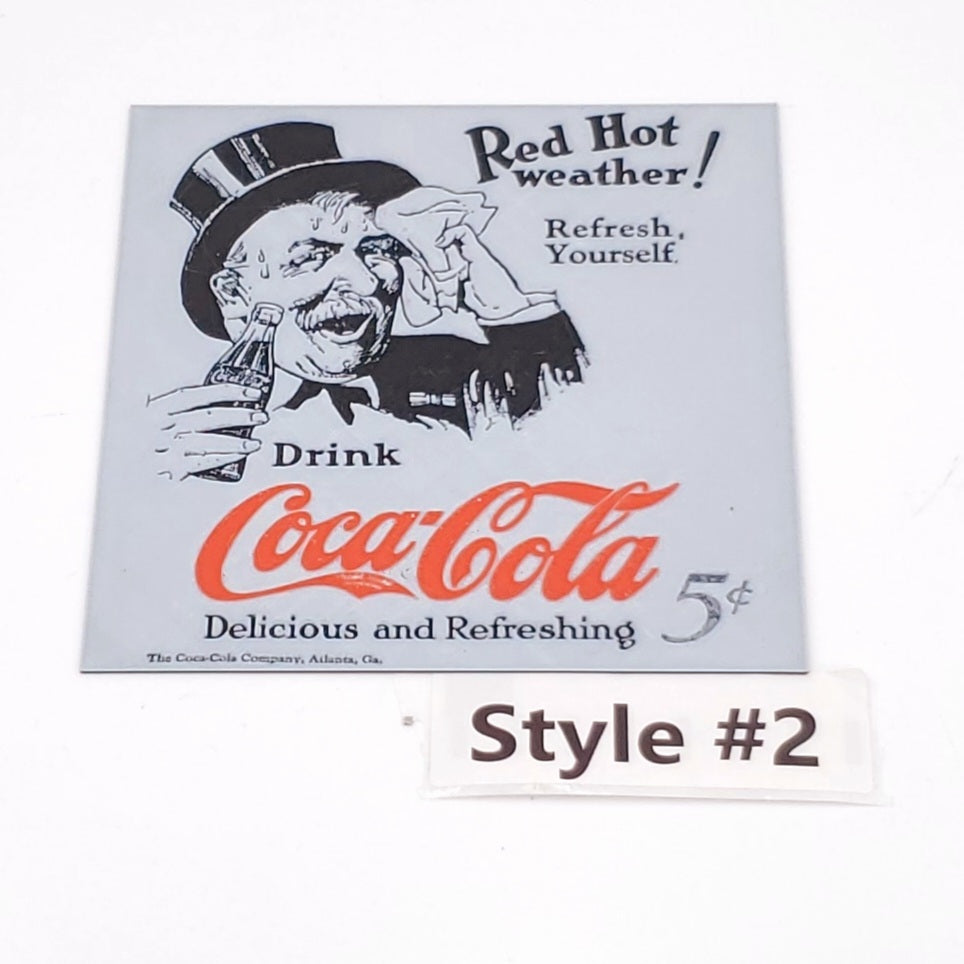 Red Hot
weather!
Refresh
Yourself.
Drink
Coca-Cola
5¢
Delicious and Refreshing
The Coca-Cola Company, Atlanta, Ga.
Style #2